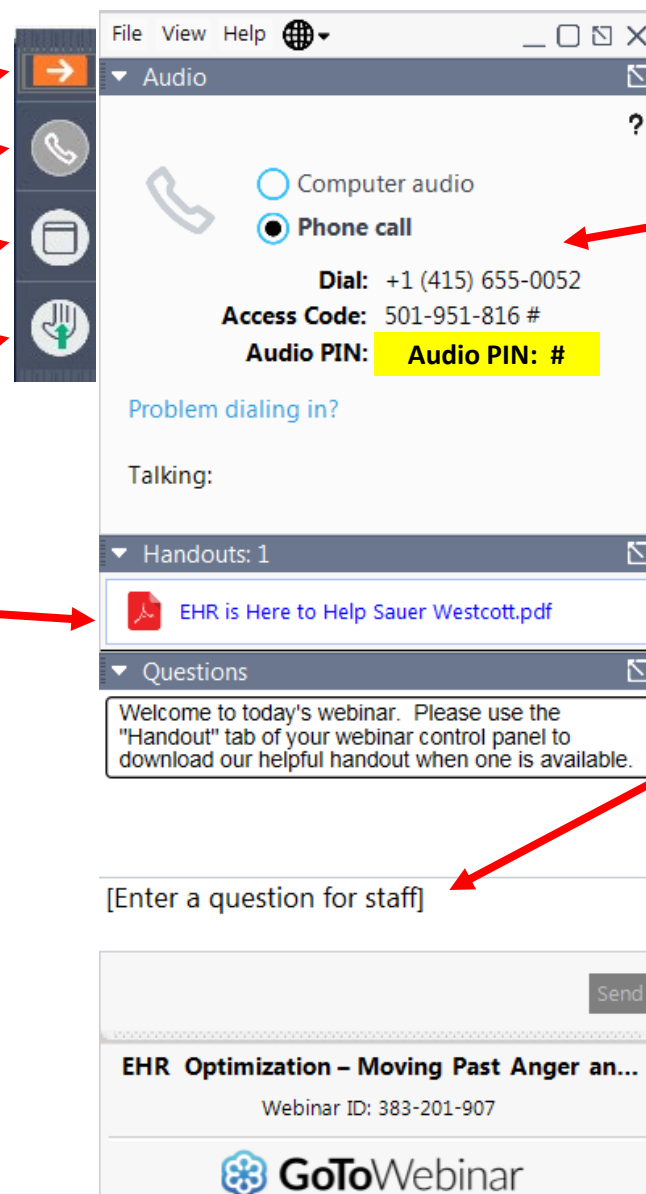 File View Help
Audio
?
Computer audio
Phone call
Dial: +1 (415) 655-0052
Access Code: 501-951-816 #
Audio PIN: Audio PIN: #
Problem dialing in?
Talking:
Handouts: 1
EHR is Here to Help Sauer Westcott.pdf
Questions
Welcome to today's webinar. Please use the
"Handout" tab of your webinar control panel to
download our helpful handout when one is available.
[Enter a question for staff]
Send
EHR Optimization – Moving Past Anger an...
Webinar ID: 383-201-907
GoToWebinar